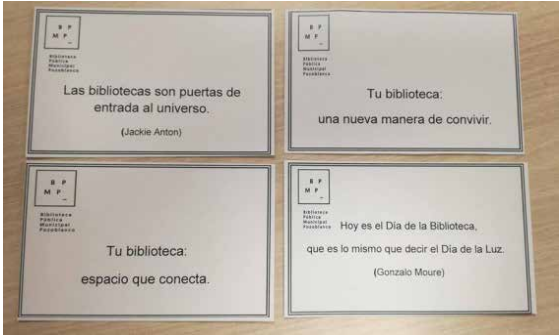 B P
M P
_
Biblioteca
Pública
Municipal
Pozoblanco
Las bibliotecas son puertas de
entrada al universo.
(Jackie Anton)
B P
M P
_
Biblioteca
Pública
Municipal
Pozoblanco
Tu biblioteca:
una nueva manera de convivir.
B P
M P
_
Biblioteca
Pública
Municipal
Pozoblanco
Tu biblioteca:
espacio que conecta.
B P
M P
_
Biblioteca
Pública
Municipal
Pozoblanco
Hoy es el Día de la Biblioteca,
que es lo mismo que decir el Día de la Luz.
(Gonzalo Moure)